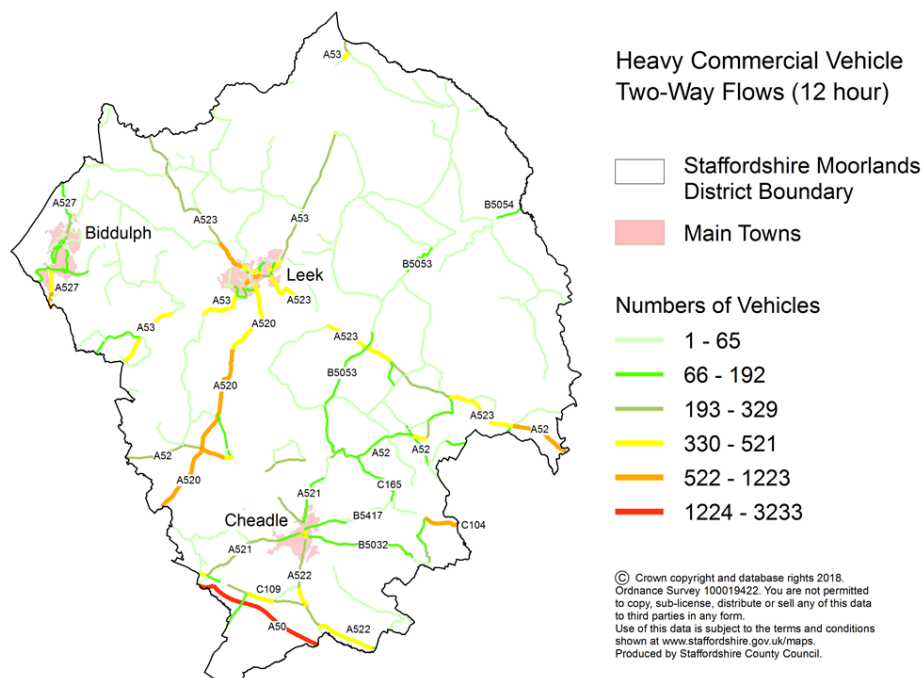 Heavy Commercial Vehicle
Two-Way Flows (12 hour)
Staffordshire Moorlands
District Boundary
Main Towns
Numbers of Vehicles
1 - 65
66 - 192
193 - 329
330 - 521
522 - 1223
1224 - 3233
© Crown copyright and database rights 2018.
Ordnance Survey 100019422. You are not permitted
to copy, sub-license, distribute or sell any of this data
to third parties in any form.
Use of this data is subject to the terms and conditions
shown at www.staffordshire.gov.uk/maps.
Produced by Staffordshire County Council.
A53
A527
B5054
A523
A53
Biddulph
B5053
Leek
A527
A53
A523
A53
A520
A523
A520
B5053
A523
A52
A52
A52
A52
A520
A521
C165
B5417
Cheadle
C104
A521
B5032
A522
C109
A50
A522